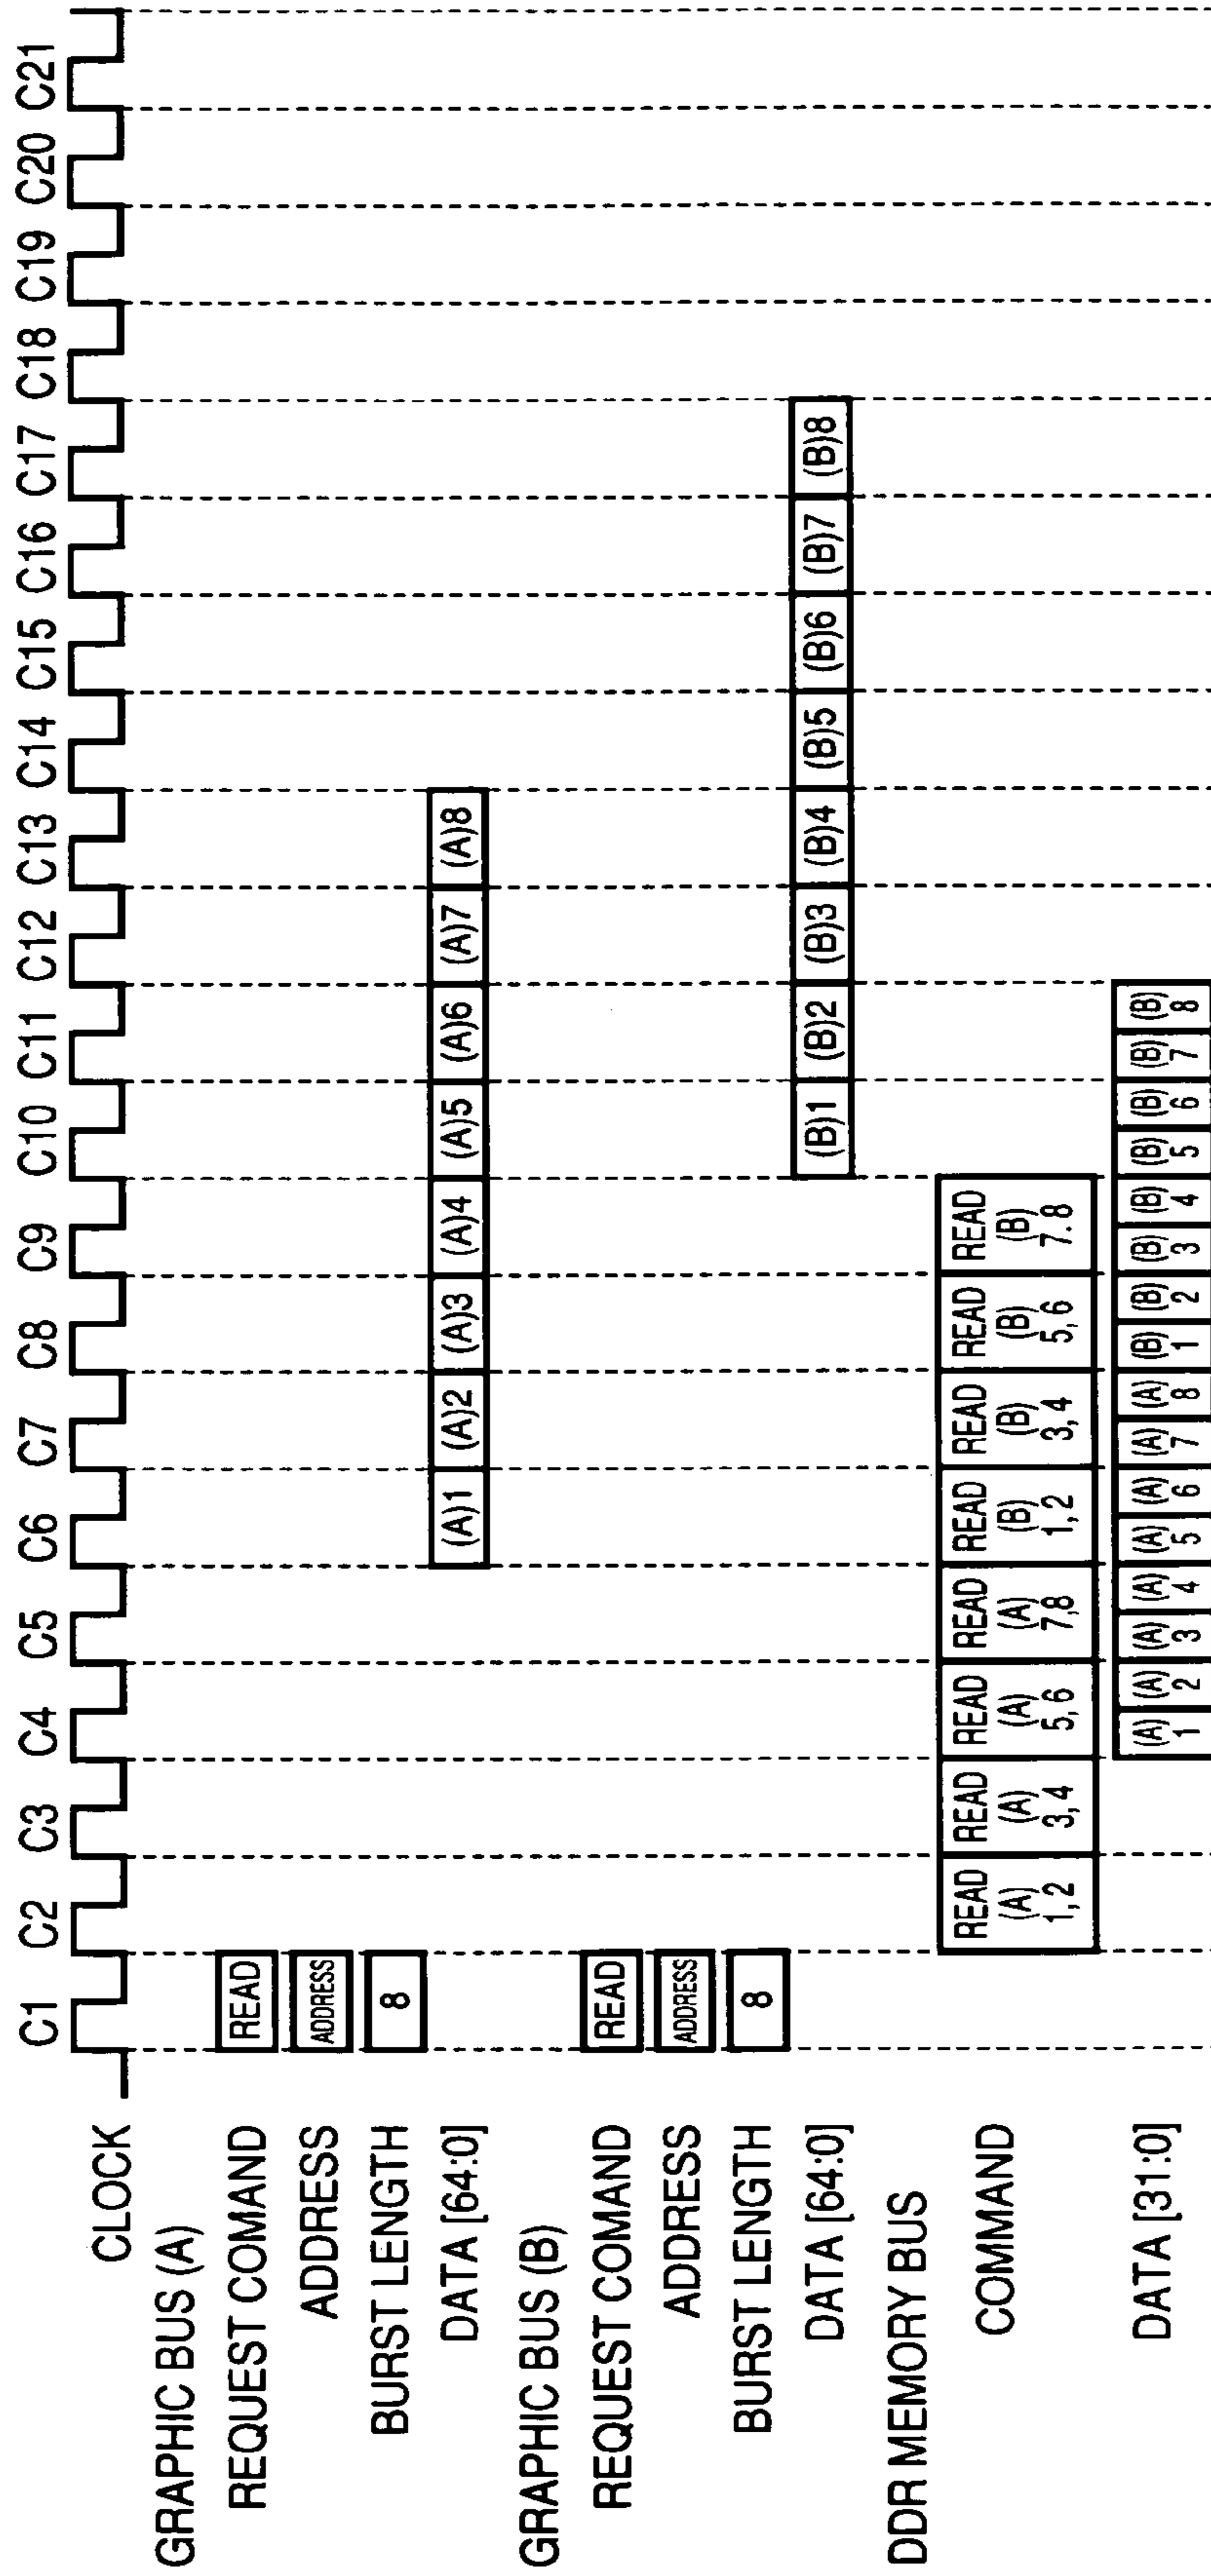 C1 C2 C3 C4 C5 C6 C7 C8 C9 C10 C11 C12 C13 C14 C15 C16 C17 C18 C19 C20 C21
CLOCK
GRAPHIC BUS (A)
REQUEST COMAND READ
ADDRESS ADDRESS
BURST LENGTH 8
DATA [64:0] (A)1 (A)2 (A)3 (A)4 (A)5 (A)6 (A)7 (A)8
GRAPHIC BUS (B)
REQUEST COMAND READ
ADDRESS ADDRESS
BURST LENGTH 8
DATA [64:0] (B)1 (B)2 (B)3 (B)4 (B)5 (B)6 (B)7 (B)8
DDR MEMORY BUS
COMMAND
READ READ READ READ READ READ READ READ
(A) (A) (A) (A) (B) (B) (B) (B)
1,2 3,4 5,6 7,8 1,2 3,4 5,6 7.8
DATA [31:0]
(A) (A) (A) (A) (A) (A) (A) (A) (B) (B) (B) (B) (B) (B) (B) (B)
1 2 3 4 5 6 7 8 1 2 3 4 5 6 7 8